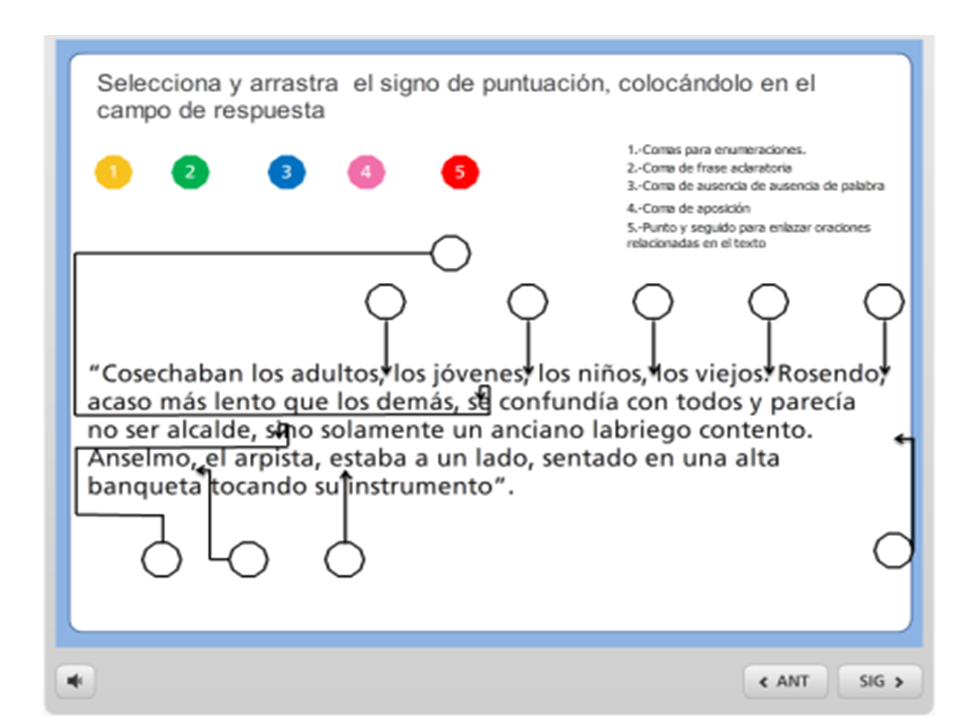 Selecciona y arrastra el signo de puntuación, colocándolo en el
campo de respuesta
1 2 3 4 5
1.-Comas para enumeraciones.
2.-Coma de frase aclaratoria
3.-Coma de ausencia de ausencia de palabra
4.-Coma de aposición
5.-Punto y seguido para enlazar oraciones
relacionadas en el texto
“Cosechaban los adultos, los jóvenes, los niños, los viejos. Rosendo,
acaso más lento que los demás, se confundía con todos y parecía
no ser alcalde, sino solamente un anciano labriego contento.
Anselmo, el arpista, estaba a un lado, sentado en una alta
banqueta tocando su instrumento”.
ANT
SIG